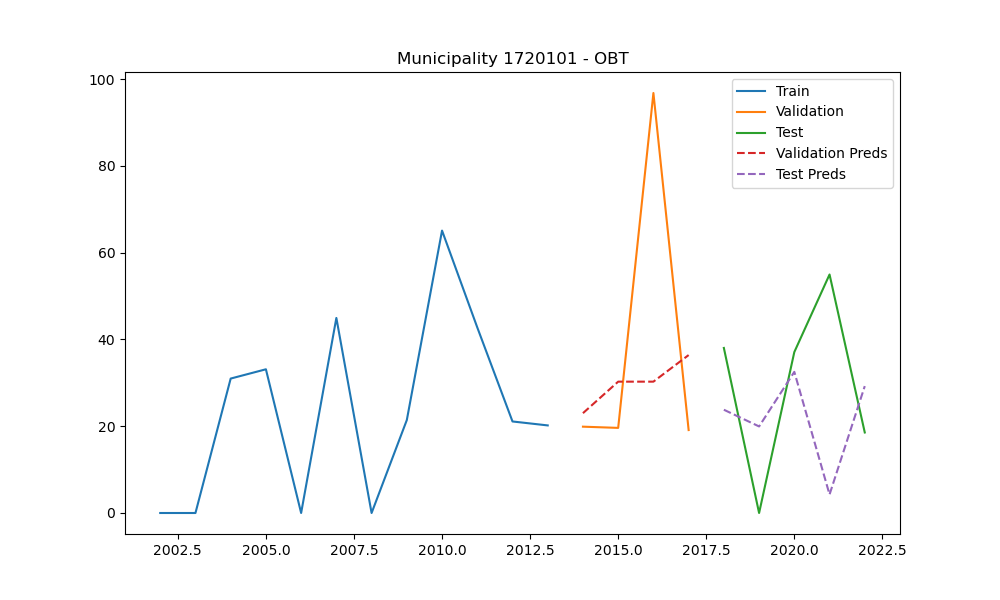 Municipality 1720101 - OBT
100
80
60
40
20
0
2002.5 2005.0 2007.5 2010.0 2012.5 2015.0 2017.5 2020.0 2022.5
Train
Validation
Test
Validation Preds
Test Preds